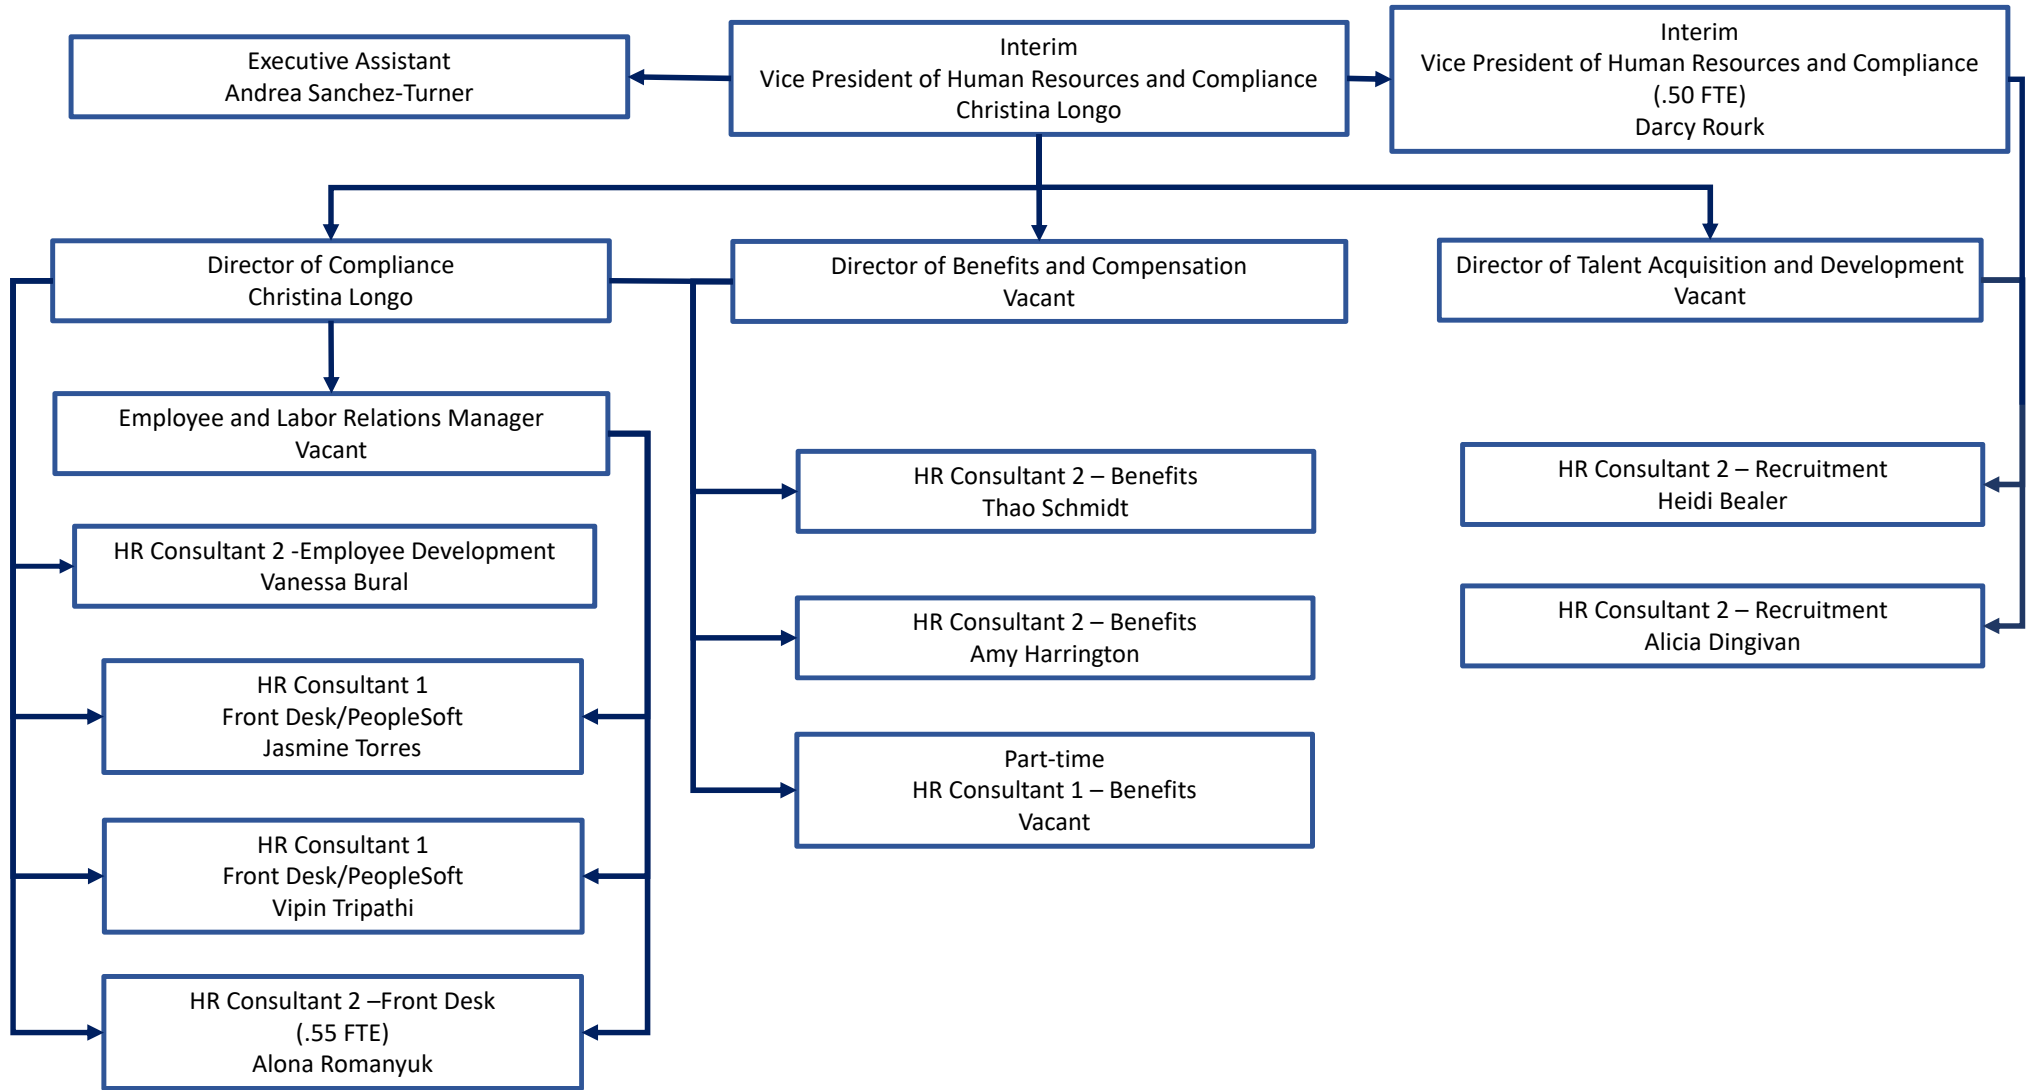 Executive Assistant
Andrea Sanchez-Turner
Interim
Vice President of Human Resources and Compliance
Christina Longo
Interim
Vice President of Human Resources and Compliance
(.50 FTE)
Darcy Rourk
Director of Compliance
Christina Longo
Director of Benefits and Compensation
Vacant
Director of Talent Acquisition and Development
Vacant
Employee and Labor Relations Manager
Vacant
HR Consultant 2 -Employee Development
Vanessa Bural
HR Consultant 1
Front Desk/PeopleSoft
Jasmine Torres
HR Consultant 1
Front Desk/PeopleSoft
Vipin Tripathi
HR Consultant 2 –Front Desk
(.55 FTE)
Alona Romanyuk
HR Consultant 2 – Benefits
Thao Schmidt
HR Consultant 2 – Benefits
Amy Harrington
Part-time
HR Consultant 1 – Benefits
Vacant
HR Consultant 2 – Recruitment
Heidi Bealer
HR Consultant 2 – Recruitment
Alicia Dingivan